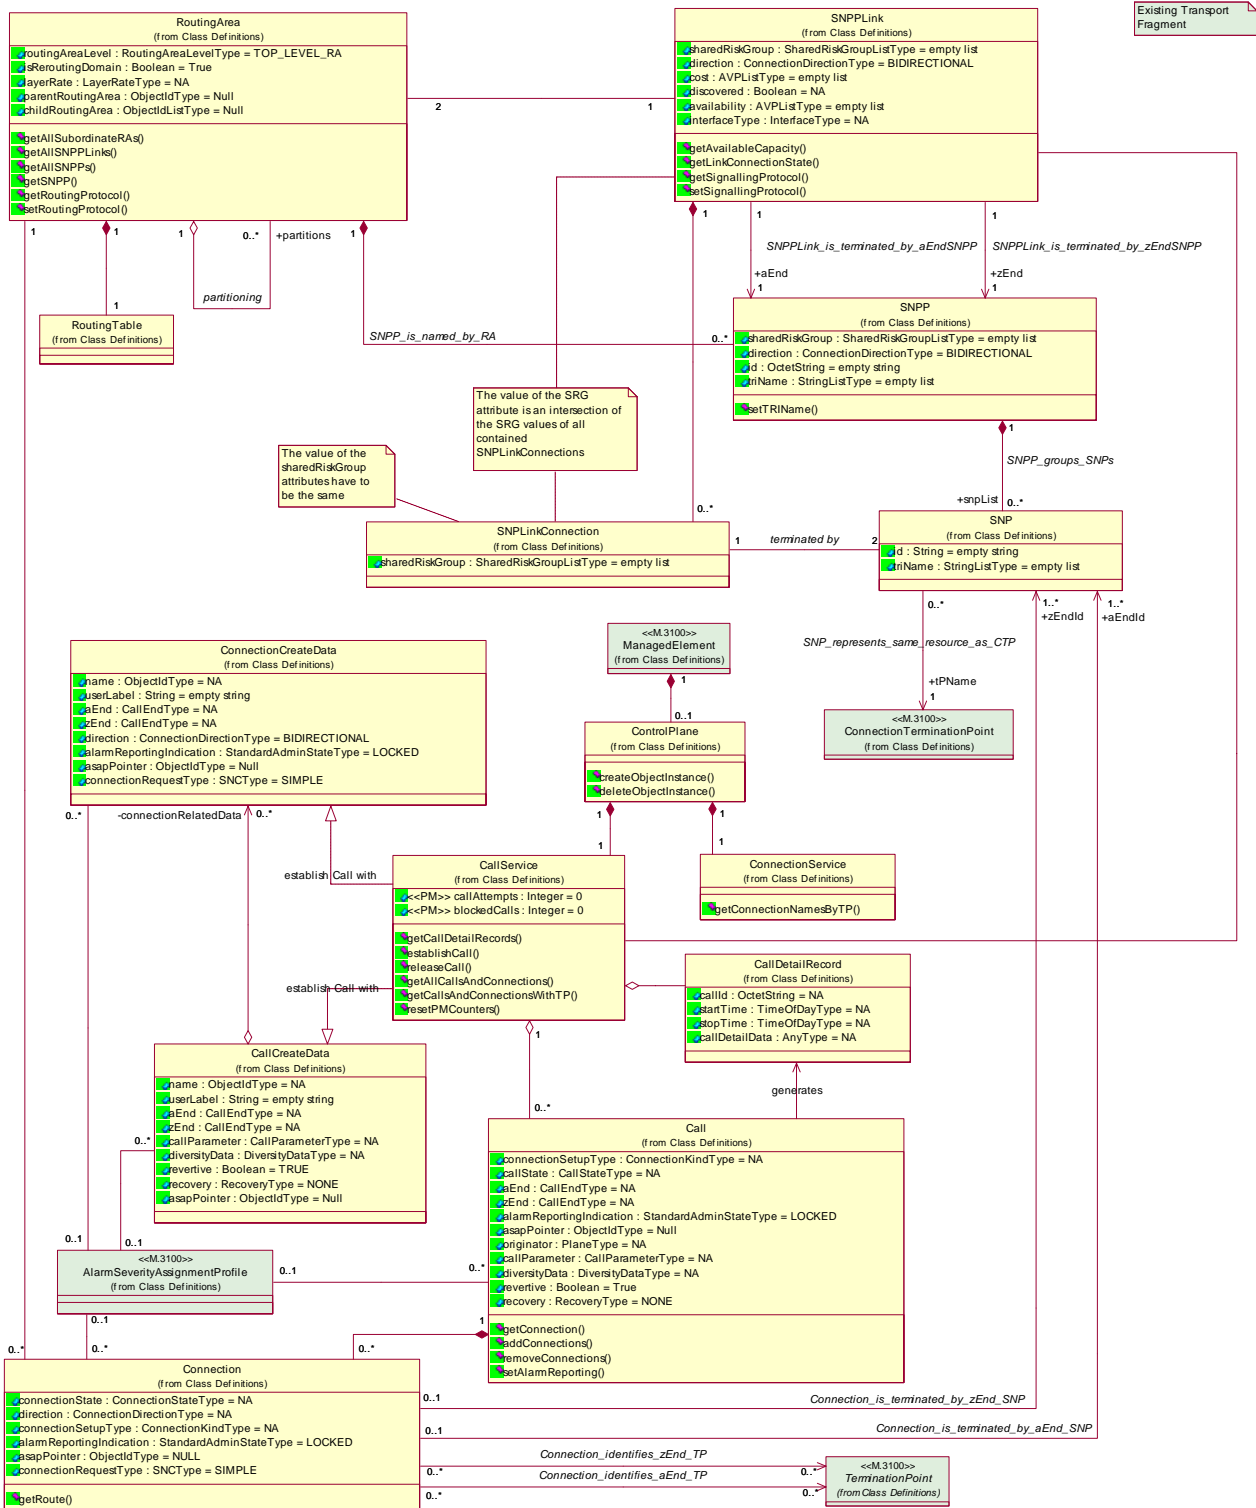 RoutingArea
(from Class Definitions)
routingAreaLevel : RoutingAreaLevelType = TOP_LEVEL_RA
isReroutingDomain : Boolean = True
layerRate : LayerRateType = NA
parentRoutingArea : ObjectIdType = Null
childRoutingArea : ObjectIdListType = Null
getAllSubordinateRAs()
getAllSNPPLinks()
getAllSNPPs()
getSNPP()
getRoutingProtocol()
setRoutingProtocol()
SNPPLink
(from Class Definitions)
sharedRiskGroup : SharedRiskGroupListType = empty list
direction : ConnectionDirectionType = BIDIRECTIONAL
cost : AVPListType = empty list
discovered : Boolean = NA
availability : AVPListType = empty list
interfaceType : InterfaceType = NA
getAvailableCapacity()
getLinkConnectionState()
getSignallingProtocol()
setSignallingProtocol()
Existing Transport
Fragment
2
1
1
1
1
0..*
+partitions
1
partitioning
1
RoutingTable
(from Class Definitions)
1
1
1
SNPPLink_is_terminated_by_aEndSNPP
SNPPLink_is_terminated_by_zEndSNPP
+aEnd
+zEnd
1
1
SNPP_is_named_by_RA
0..*
SNPP
(from Class Definitions)
sharedRiskGroup : SharedRiskGroupListType = empty list
direction : ConnectionDirectionType = BIDIRECTIONAL
id : OctetString = empty string
triName : StringListType = empty list
setTRIName()
The value of the SRG
attribute is an intersection of
the SRG values of all
contained
SNPLinkConnections
The value of the
sharedRiskGroup
attributes have to
be the same
1
SNPP_groups_SNPs
+snpList
0..*
0..*
SNPLinkConnection
(from Class Definitions)
sharedRiskGroup : SharedRiskGroupListType = empty list
1
terminated by
2
SNP
(from Class Definitions)
id : String = empty string
triName : StringListType = empty list
0..*
1..*
+zEndId
1..*
+aEndId
SNP_represents_same_resource_as_CTP
+tPName
1
<<M.3100>>
ConnectionTerminationPoint
(from Class Definitions)
<<M.3100>>
ManagedElement
(from Class Definitions)
1
0..1
ControlPlane
(from Class Definitions)
createObjectInstance()
deleteObjectInstance()
1
1
1
1
ConnectionCreateData
(from Class Definitions)
name : ObjectIdType = NA
userLabel : String = empty string
aEnd : CallEndType = NA
zEnd : CallEndType = NA
direction : ConnectionDirectionType = BIDIRECTIONAL
alarmReportingIndication : StandardAdminStateType = LOCKED
asapPointer : ObjectIdType = Null
connectionRequestType : SNCType = SIMPLE
0..*
-connectionRelatedData
0..*
establish Call with
establish Call with
CallService
(from Class Definitions)
<<PM>> callAttempts : Integer = 0
<<PM>> blockedCalls : Integer = 0
getCallDetailRecords()
establishCall()
releaseCall()
getAllCallsAndConnections()
getCallsAndConnectionsWithTP()
resetPMCounters()
ConnectionService
(from Class Definitions)
getConnectionNamesByTP()
CallDetailRecord
(from Class Definitions)
callId : OctetString = NA
startTime : TimeOfDayType = NA
stopTime : TimeOfDayType = NA
callDetailData : AnyType = NA
generates
1
0..*
CallCreateData
(from Class Definitions)
name : ObjectIdType = NA
userLabel : String = empty string
aEnd : CallEndType = NA
zEnd : CallEndType = NA
callParameter : CallParameterType = NA
diversityData : DiversityDataType = NA
revertive : Boolean = TRUE
recovery : RecoveryType = NONE
asapPointer : ObjectIdType = Null
0..*
0..1
0..1
Call
(from Class Definitions)
connectionSetupType : ConnectionKindType = NA
callState : CallStateType = NA
aEnd : CallEndType = NA
zEnd : CallEndType = NA
alarmReportingIndication : StandardAdminStateType = LOCKED
asapPointer : ObjectIdType = Null
originator : PlaneType = NA
callParameter : CallParameterType = NA
diversityData : DiversityDataType = NA
revertive : Boolean = True
recovery : RecoveryType = NONE
getConnection()
addConnections()
removeConnections()
setAlarmReporting()
<<M.3100>>
AlarmSeverityAssignmentProfile
(from Class Definitions)
0..1
0..*
0..1
1
0..*
0..*
0..*
Connection
(from Class Definitions)
connectionState : ConnectionStateType = NA
direction : ConnectionDirectionType = NA
connectionSetupType : ConnectionKindType = NA
alarmReportingIndication : StandardAdminStateType = LOCKED
asapPointer : ObjectIdType = NULL
connectionRequestType : SNCType = SIMPLE
getRoute()
0..1
Connection_is_terminated_by_zEnd_SNP
0..1
Connection_is_terminated_by_aEnd_SNP
Connection_identifies_zEnd_TP
0..*
0..*
Connection_identifies_aEnd_TP
0..*
0..*
<<M.3100>>
TerminationPoint
(from Class Definitions)